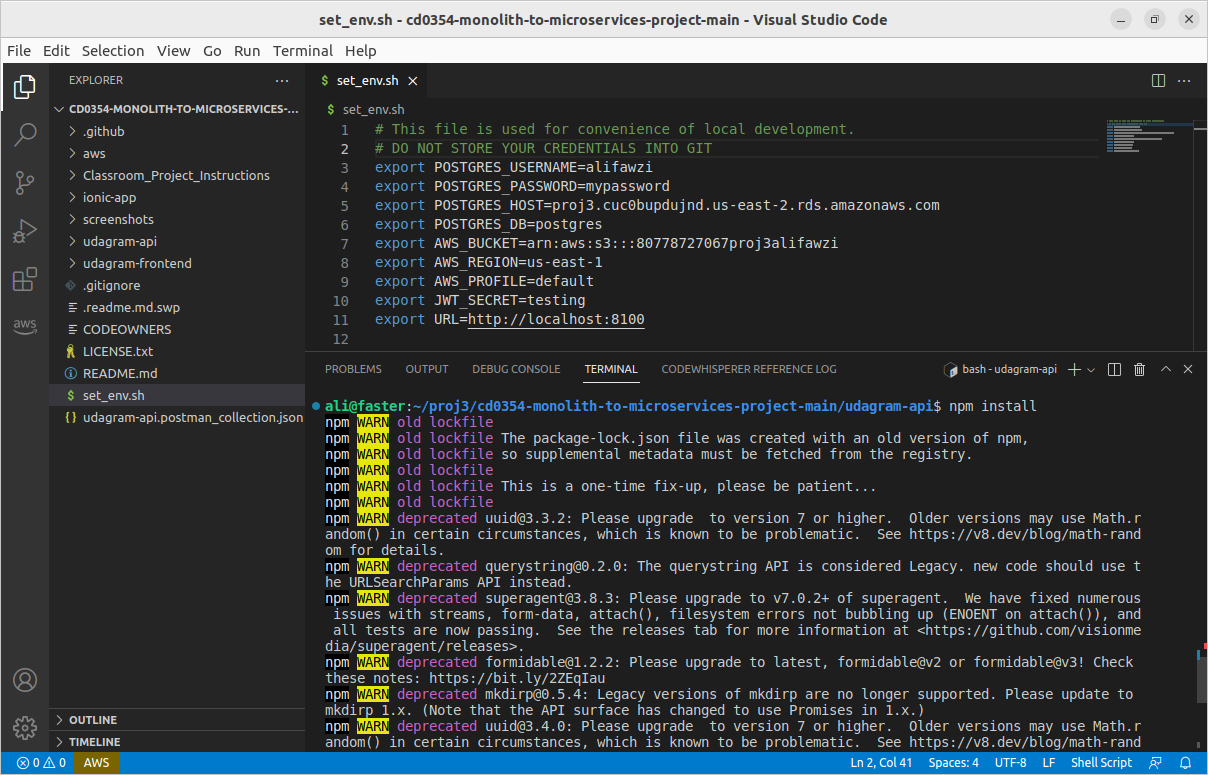 set_env.sh - cd0354-monolith-to-microservices-project-main - Visual Studio Code
File Edit Selection View Go Run Terminal Help
EXPLORER
CD0354-MONOLITH-TO-MICROSERVICES-...
.github
aws
Classroom_Project_Instructions
ionic-app
screenshots
udagram-api
udagram-frontend
.gitignore
.readme.md.swp
CODEOWNERS
LICENSE.txt
README.md
$ set_env.sh
{} udagram-api.postman_collection.json
OUTLINE
TIMELINE
aws
$ set_env.sh
$ set_env.sh
1 # This file is used for convenience of local development.
2 # DO NOT STORE YOUR CREDENTIALS INTO GIT
3 export POSTGRES_USERNAME=alifawzi
4 export POSTGRES_PASSWORD=mypassword
5 export POSTGRES_HOST=proj3.cuc0bupdujnd.us-east-2.rds.amazonaws.com
6 export POSTGRES_DB=postgres
7 export AWS_BUCKET=arn:aws:s3:::80778727067proj3alifawzi
8 export AWS_REGION=us-east-1
9 export AWS_PROFILE=default
10 export JWT_SECRET=testing
11 export URL=http://localhost:8100
12
PROBLEMS OUTPUT DEBUG CONSOLE TERMINAL CODEWHISPERER REFERENCE LOG
bash - udagram-api
ali@faster:~/proj3/cd0354-monolith-to-microservices-project-main/udagram-api$ npm install
npm WARN old lockfile
npm WARN old lockfile The package-lock.json file was created with an old version of npm,
npm WARN old lockfile so supplemental metadata must be fetched from the registry.
npm WARN old lockfile
npm WARN old lockfile This is a one-time fix-up, please be patient...
npm WARN old lockfile
npm WARN deprecated uuid@3.3.2: Please upgrade  to version 7 or higher.  Older versions may use Math.r
andom() in certain circumstances, which is known to be problematic.  See https://v8.dev/blog/math-rand
om for details.
npm WARN deprecated querystring@0.2.0: The querystring API is considered Legacy. new code should use t
he URLSearchParams API instead.
npm WARN deprecated superagent@3.8.3: Please upgrade to v7.0.2+ of superagent.  We have fixed numerous
 issues with streams, form-data, attach(), filesystem errors not bubbling up (ENOENT on attach()), and
 all tests are now passing.  See the releases tab for more information at <https://github.com/visionme
dia/superagent/releases>.
npm WARN deprecated formidable@1.2.2: Please upgrade to latest, formidable@v2 or formidable@v3! Check
these notes: https://bit.ly/2ZEqIau
npm WARN deprecated mkdirp@0.5.4: Legacy versions of mkdirp are no longer supported. Please update to
mkdirp 1.x. (Note that the API surface has changed to use Promises in 1.x.)
npm WARN deprecated uuid@3.4.0: Please upgrade  to version 7 or higher.  Older versions may use Math.r
andom() in certain circumstances, which is known to be problematic.  See https://v8.dev/blog/math-rand
0 0 AWS Ln 2, Col 41 Spaces: 4 UTF-8 LF Shell Script